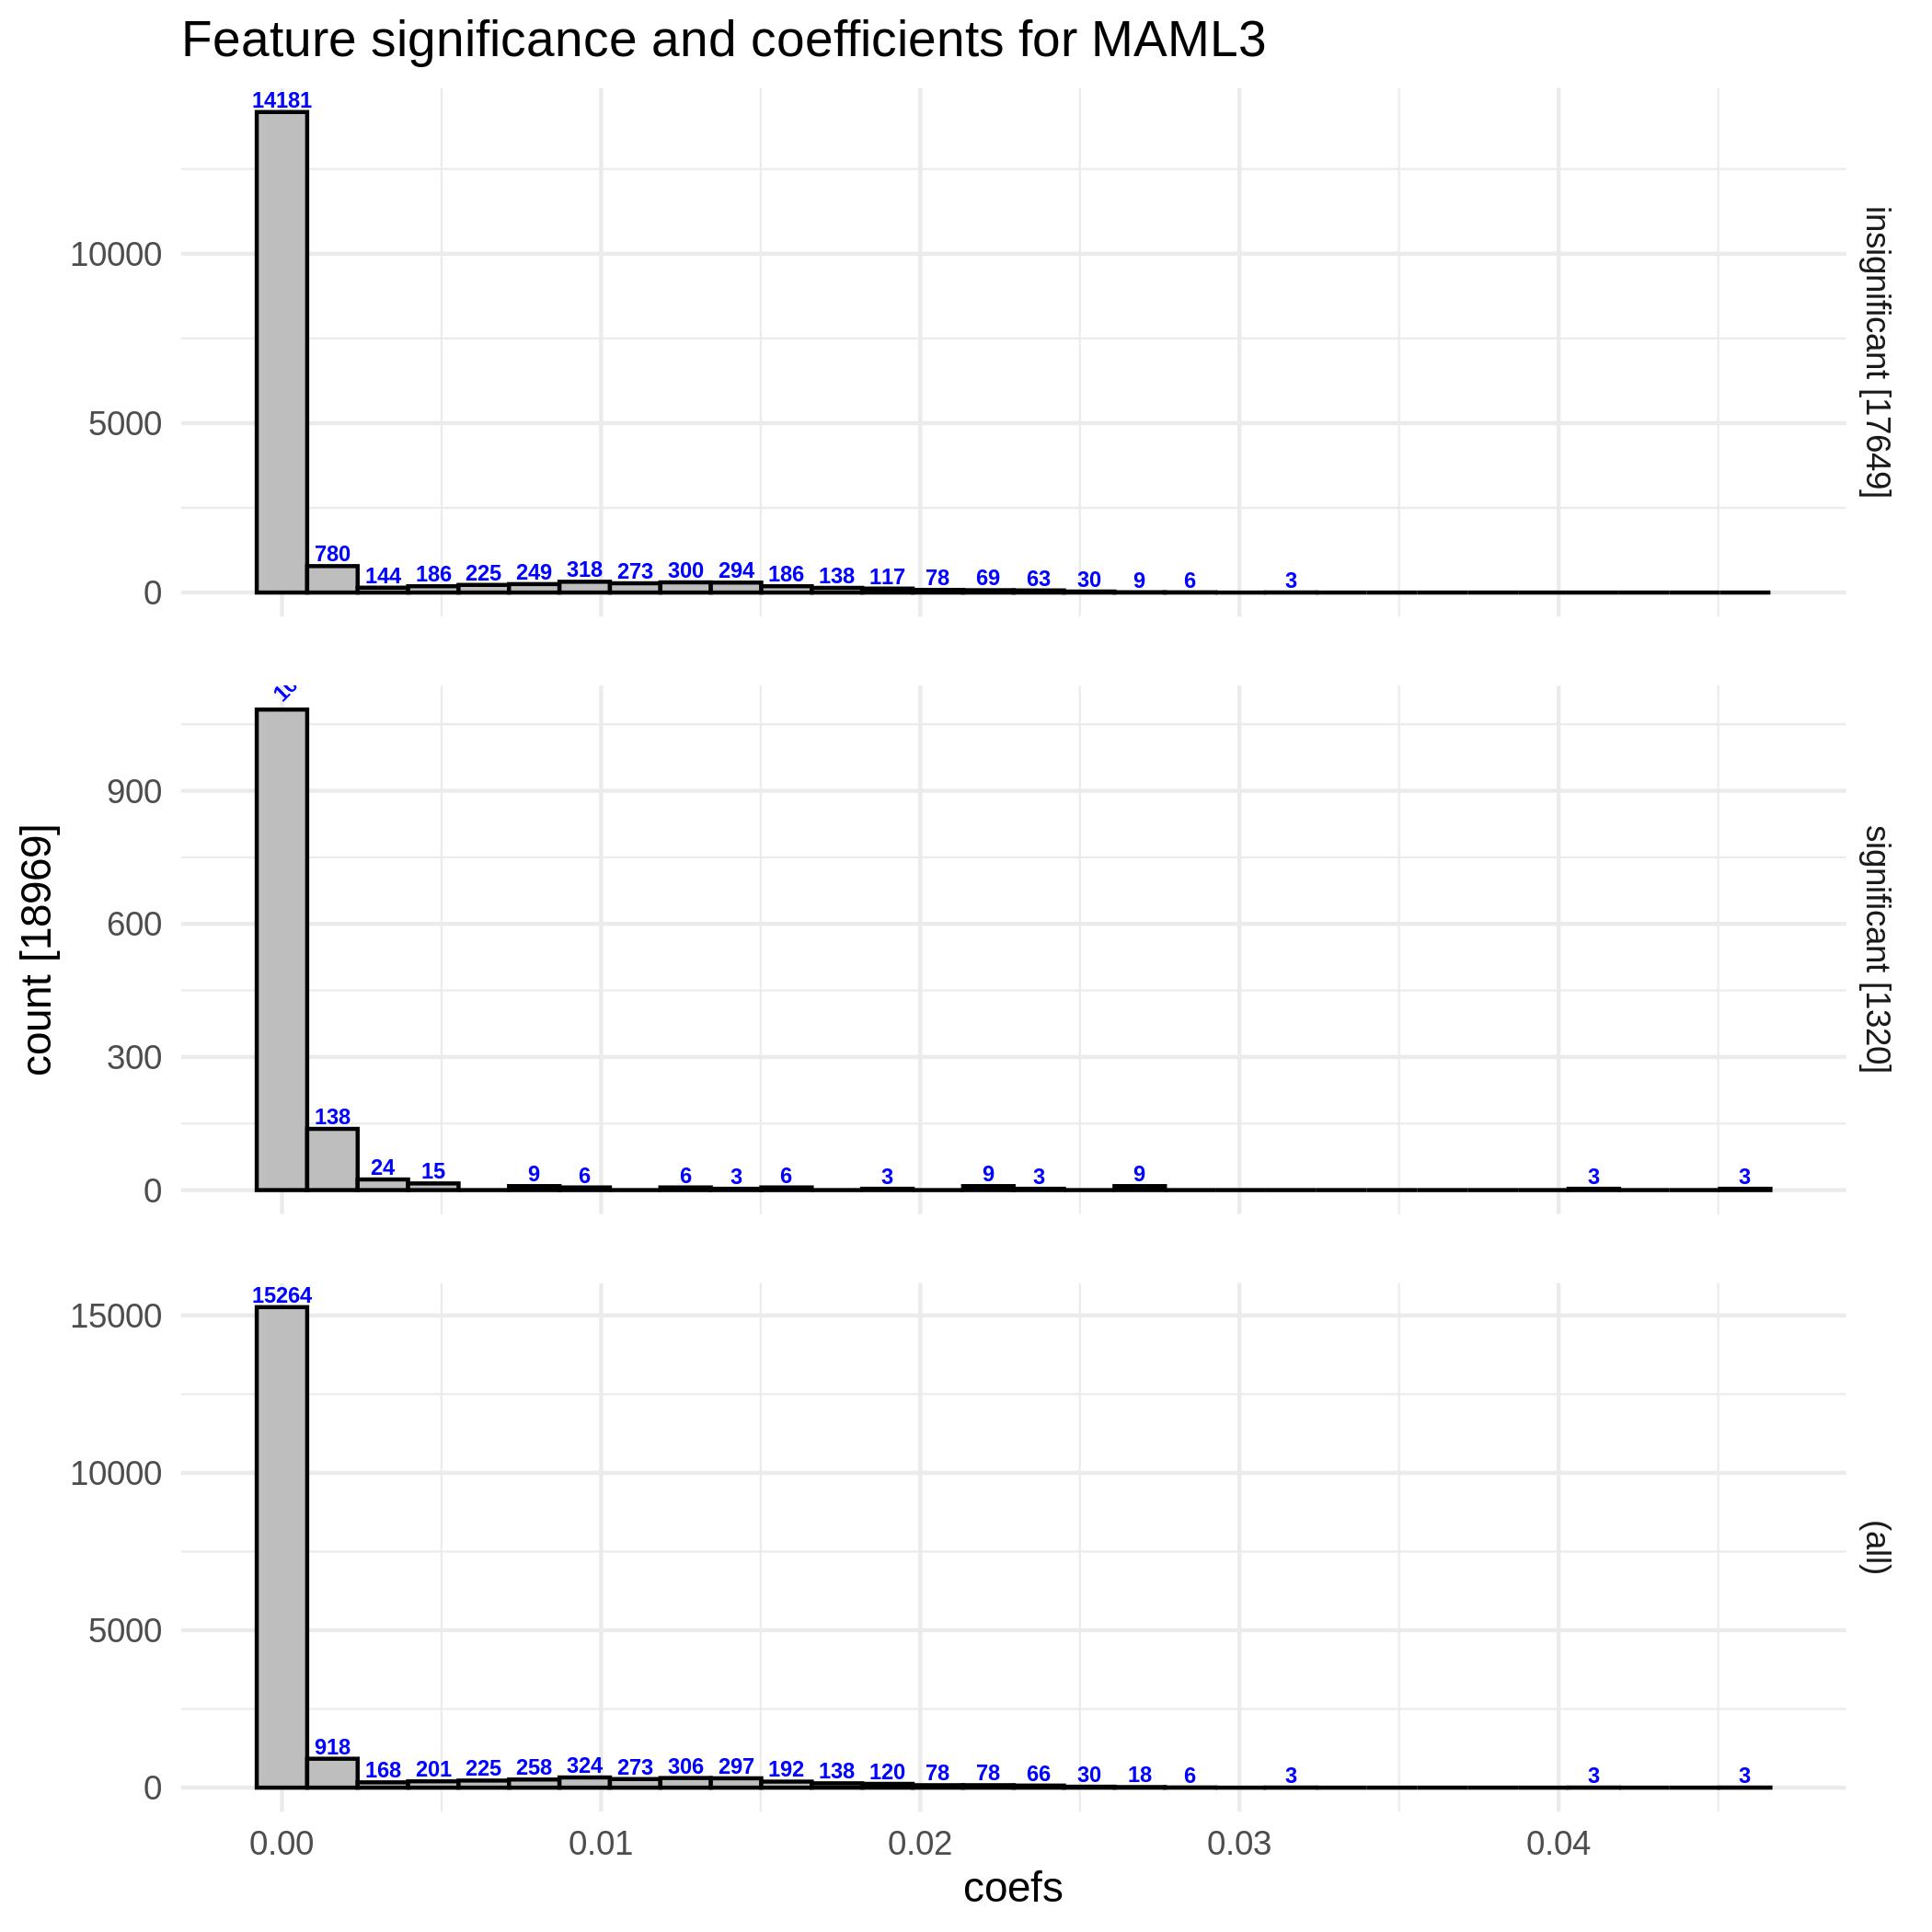 Feature significance and coefficients for MAML3
14181
780 144 186 225 249 318 273 300 294 186 138 117 78 69 63 30 9 6 3
10000
5000
0
insignificant [17649]
138 24 15 9 6 6 3 6 3 9 3 9 3 3
900
600
300
0
significant [1320]
count [18969]
15264
918 168 201 225 258 324 273 306 297 192 138 120 78 78 66 30 18 6 3 3 3
15000
10000
5000
0
(all)
0.00 0.01 0.02 0.03 0.04
coefs